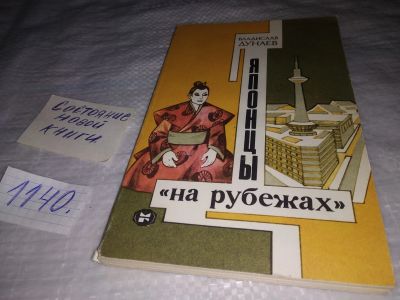 Состояние
новой
книги
1140.
ВЛАДИСЛАВ
ДУНАЕВ
ЯПОНЦЫ
«на рубежах»